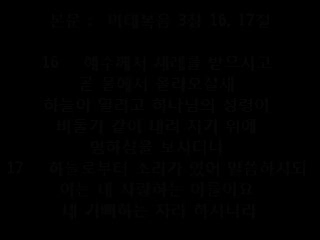 본문 : 마태복음 3장 16, 17절
16 예수께서 세례를 받으시고
곧 물에서 올라오실새
하늘이 열리고 하나님의 성령이
비둘기 같이 내려 자기 위에
임하심을 보시더니
17 하늘로부터 소리가 있어 말씀하시되
이는 내 사랑하는 아들이요
내 기뻐하는 자라 하시니라